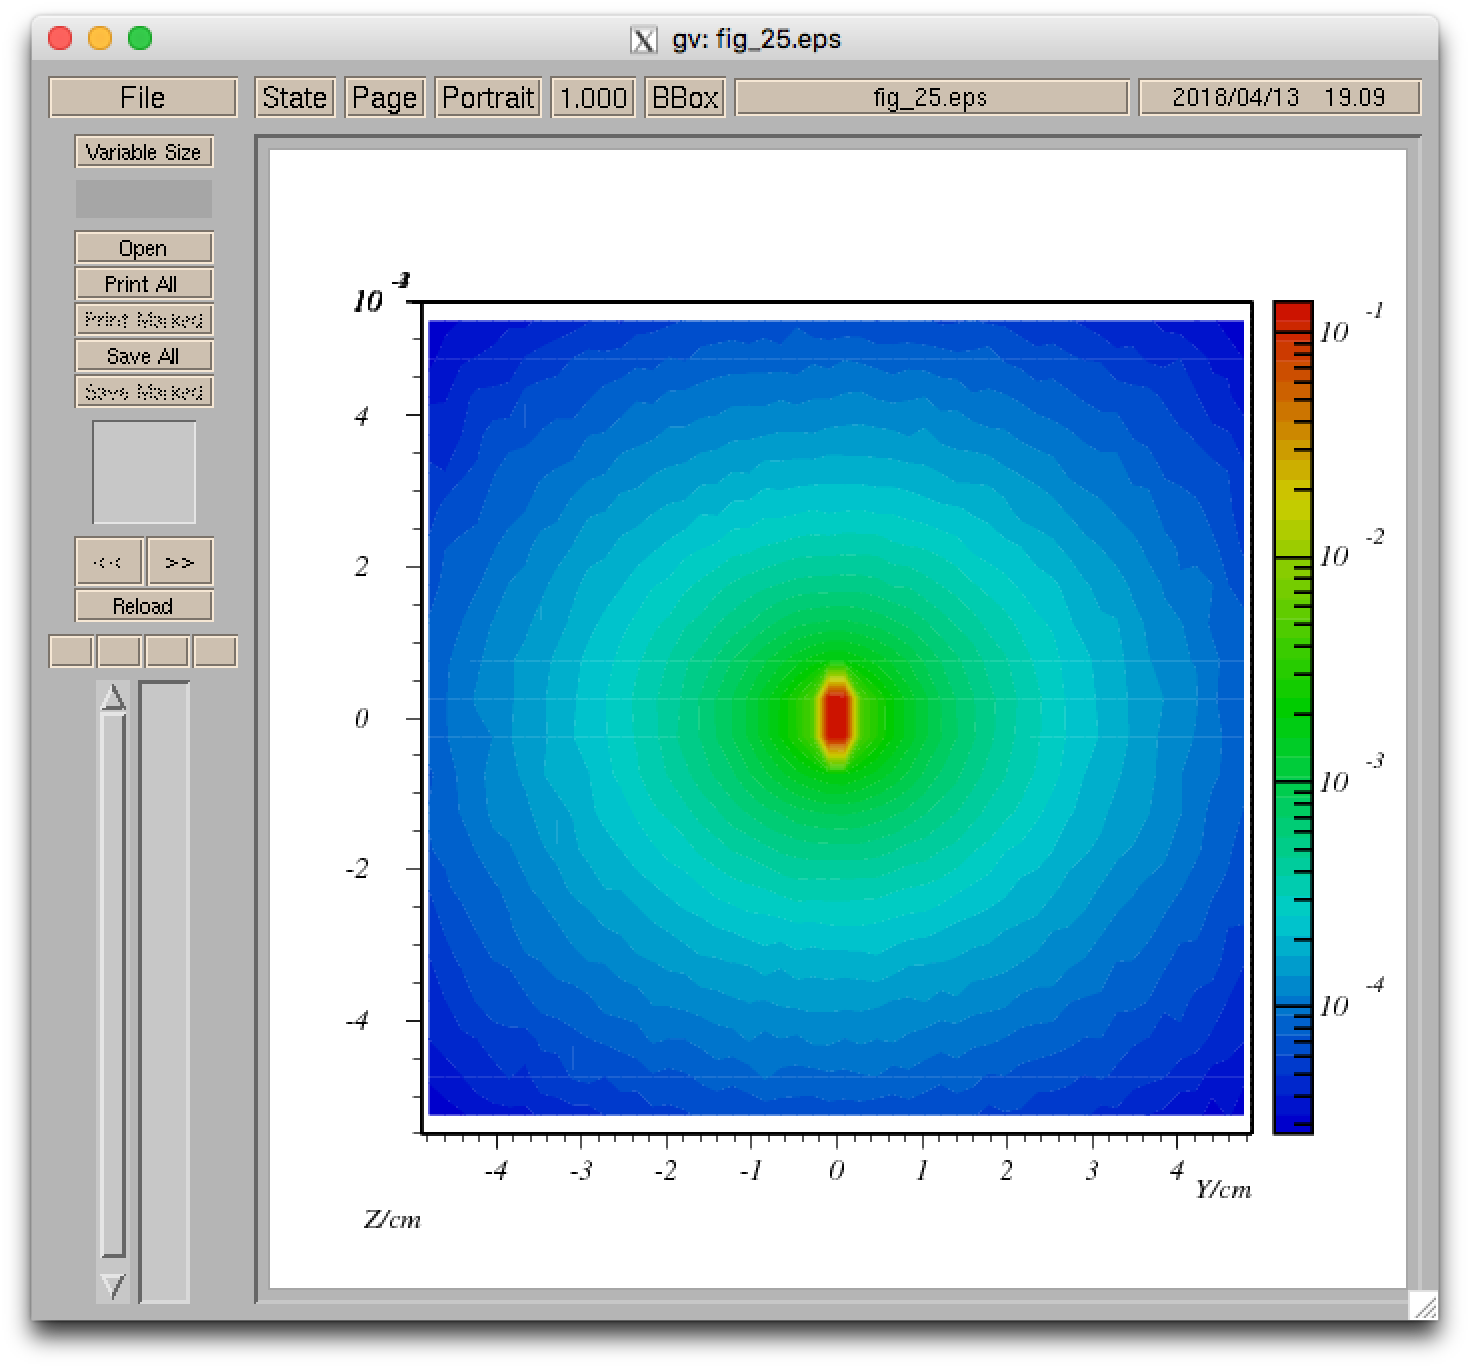 gv: fig_25.eps
File State Page Portrait 1.000 BBox fig_25.eps 2018/04/13 19.09
Variable Size
Open
Print All
Print Marked
Save All
Save Marked
<< >>
Reload
10
4
2
0
-2
-4
-4 -3 -2 -1 0 1 2 3 4
Y/cm
Z/cm
10 -1
10 -2
10 -3
10 -4